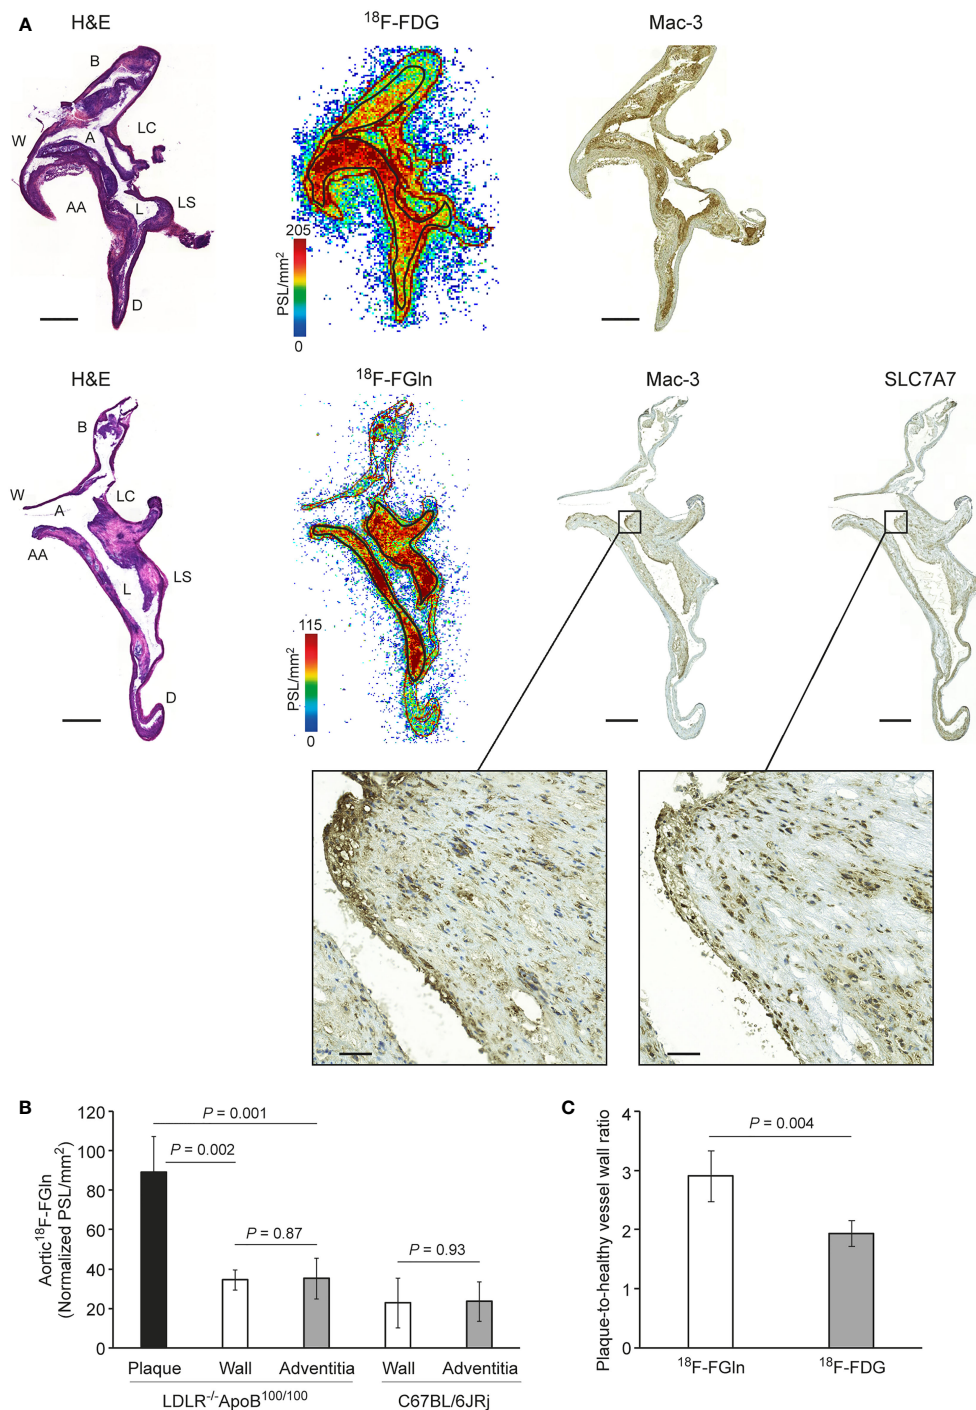 A
H&E
18F-FDG
Mac-3
B
LC
W
A
AA
L
LS
D
205
PSL/mm2
0
H&E
18F-FGln
Mac-3
SLC7A7
B
W
LC
A
AA
LS
L
D
115
PSL/mm2
0
B
Aortic18F-FGln
(Normalized PSL/mm2)
120
100
80
60
40
20
0
P = 0.001
P = 0.002
P = 0.87
P = 0.93
Plaque Wall Adventitia Wall Adventitia
LDLR-/-ApoB100/100 C67BL/6JRj
C
Plaque-to-healthy vessel wall ratio
4
3
2
1
0
P = 0.004
18F-FGln 18F-FDG